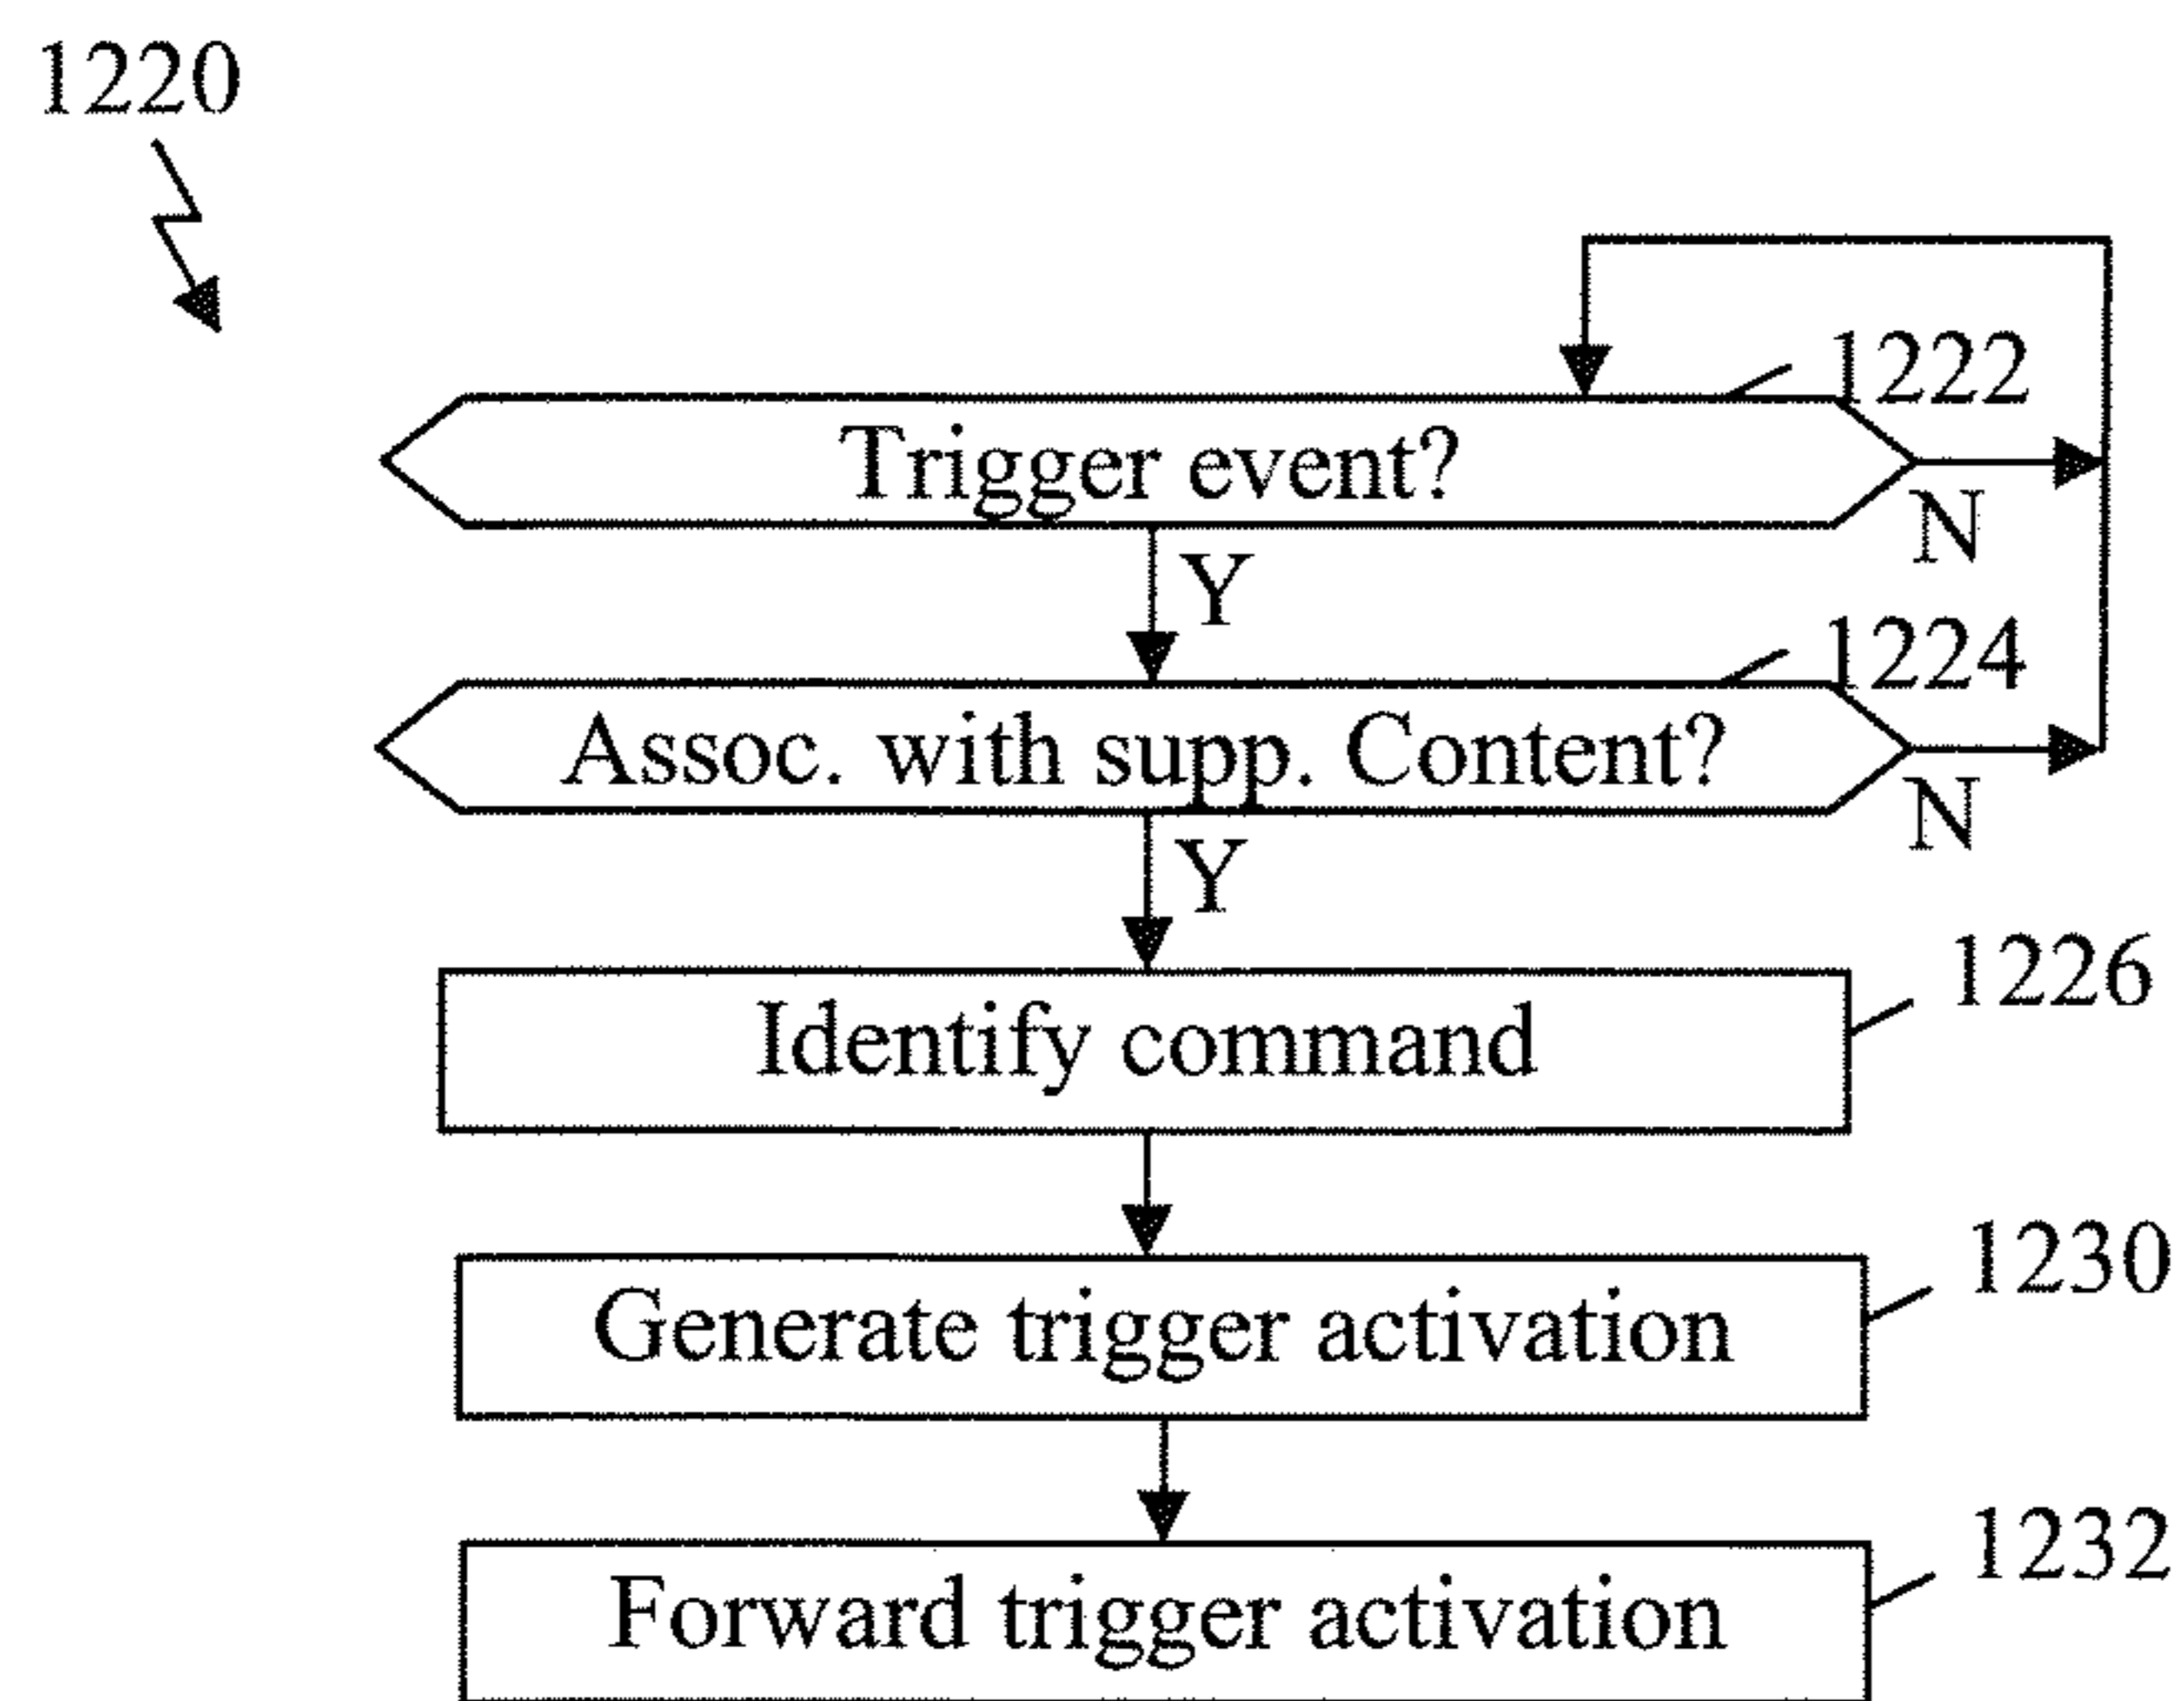 1220
1222
Trigger event?
N
Y
1224
Assoc. with supp. Content?
N
Y
1226
Identify command
1230
Generate trigger activation
1232
Forward trigger activation